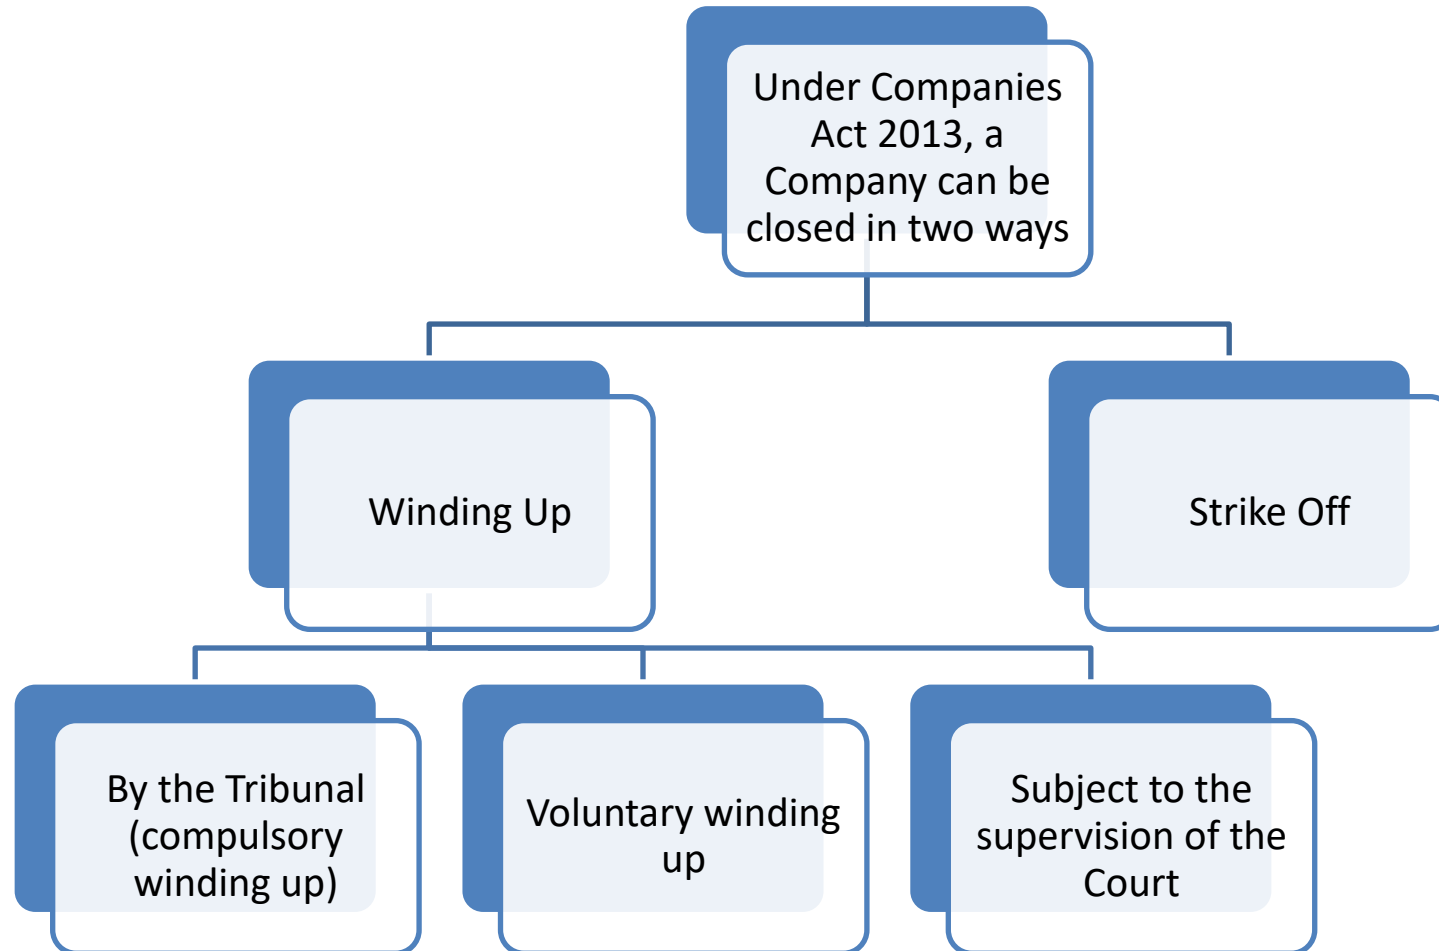 Under Companies
Act 2013, a
Company can be
closed in two ways
Winding Up
Strike Off
By the Tribunal
(compulsory
winding up)
Voluntary winding
up
Subject to the
supervision of the
Court